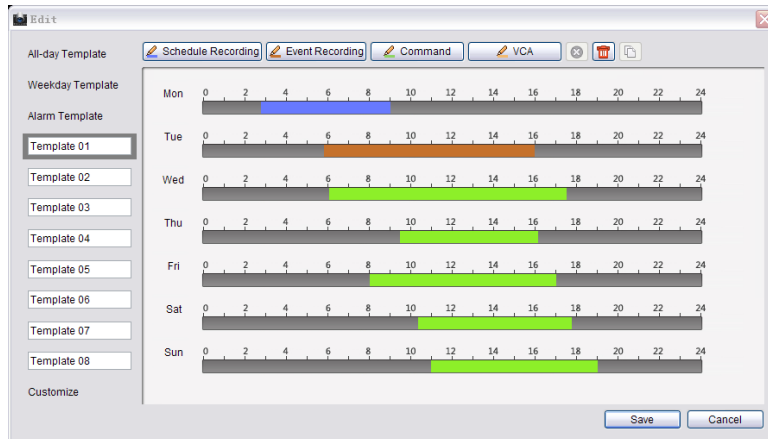 Edit
All-day Template
Weekday Template
Alarm Template
Template 01
Template 02
Template 03
Template 04
Template 05
Template 06
Template 07
Template 08
Customize
Schedule Recording Event Recording Command VCA
Mon 0 2 4 6 8 10 12 14 16 18 20 22 24
Tue 0 2 4 6 8 10 12 14 16 18 20 22 24
Wed 0 2 4 6 8 10 12 14 16 18 20 22 24
Thu 0 2 4 6 8 10 12 14 16 18 20 22 24
Fri 0 2 4 6 8 10 12 14 16 18 20 22 24
Sat 0 2 4 6 8 10 12 14 16 18 20 22 24
Sun 0 2 4 6 8 10 12 14 16 18 20 22 24
Save Cancel